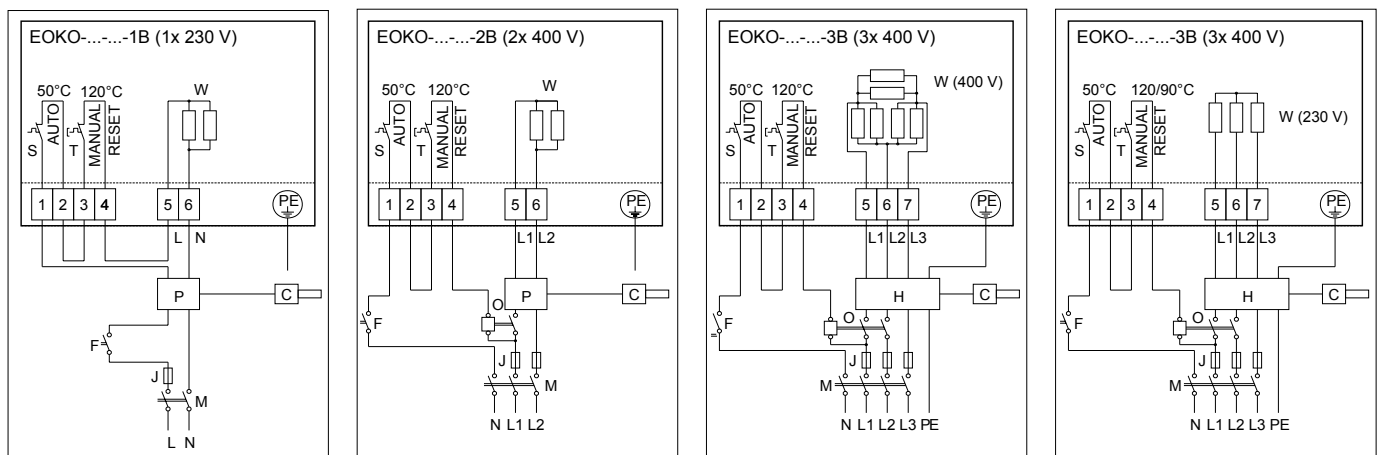 EOKO-...-...-1B (1x 230 V)
50°C 120°C W
S AUTO T MANUAL RESET
1 2 3 4 5 6 PE
L N
P C
F
J
M
L N
EOKO-...-...-2B (2x 400 V)
50°C 120°C W
S AUTO T MANUAL RESET
1 2 3 4 5 6 PE
L1 L2
O P C
F
J
M
N L1 L2
EOKO-...-...-3B (3x 400 V)
W (400 V)
50°C 120°C
S AUTO T MANUAL RESET
1 2 3 4 5 6 7 PE
L1 L2 L3
H C
F O
J
M
N L1 L2 L3 PE
EOKO-...-...-3B (3x 400 V)
50°C 120/90°C
S AUTO T MANUAL RESET W (230 V)
1 2 3 4 5 6 7 PE
L1 L2 L3
H C
F O
J
M
N L1 L2 L3 PE